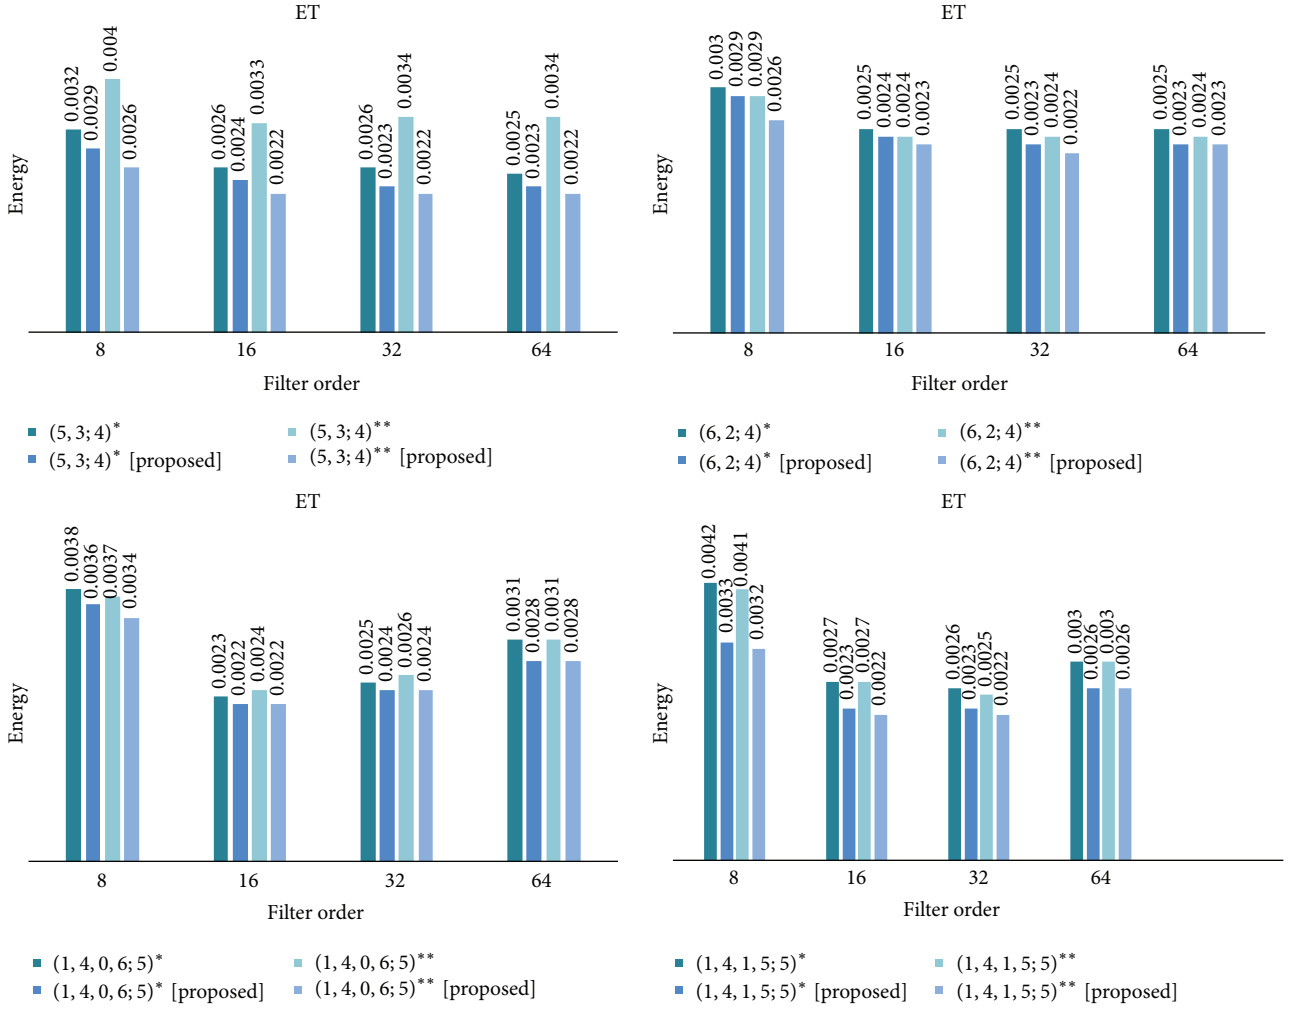 ET
0.0032
0.0029
0.004
0.0026
0.0026
0.0024
0.0033
0.0022
0.0026
0.0023
0.0034
0.0022
0.0025
0.0023
0.0034
0.0022
Energy
8 16 32 64
Filter order
(5, 3; 4)* (5, 3; 4)**
(5, 3; 4)* [proposed] (5, 3; 4)** [proposed]
ET
0.003
0.0029
0.0029
0.0026
0.0025
0.0024
0.0024
0.0023
0.0025
0.0023
0.0024
0.0022
0.0025
0.0023
0.0024
0.0023
Energy
8 16 32 64
Filter order
(6, 2; 4)* (6, 2; 4)**
(6, 2; 4)* [proposed] (6, 2; 4)** [proposed]
ET
0.0038
0.0036
0.0037
0.0034
0.0023
0.0022
0.0024
0.0022
0.0025
0.0024
0.0026
0.0024
0.0031
0.0028
0.0031
0.0028
Energy
8 16 32 64
Filter order
(1, 4, 0, 6; 5)* (1, 4, 0, 6; 5)**
(1, 4, 0, 6; 5)* [proposed] (1, 4, 0, 6; 5)** [proposed]
ET
0.0042
0.0033
0.0041
0.0032
0.0027
0.0023
0.0027
0.0022
0.0026
0.0023
0.0025
0.0022
0.003
0.0026
0.003
0.0026
Energy
8 16 32 64
Filter order
(1, 4, 1, 5; 5)* (1, 4, 1, 5; 5)**
(1, 4, 1, 5; 5)* [proposed] (1, 4, 1, 5; 5)** [proposed]